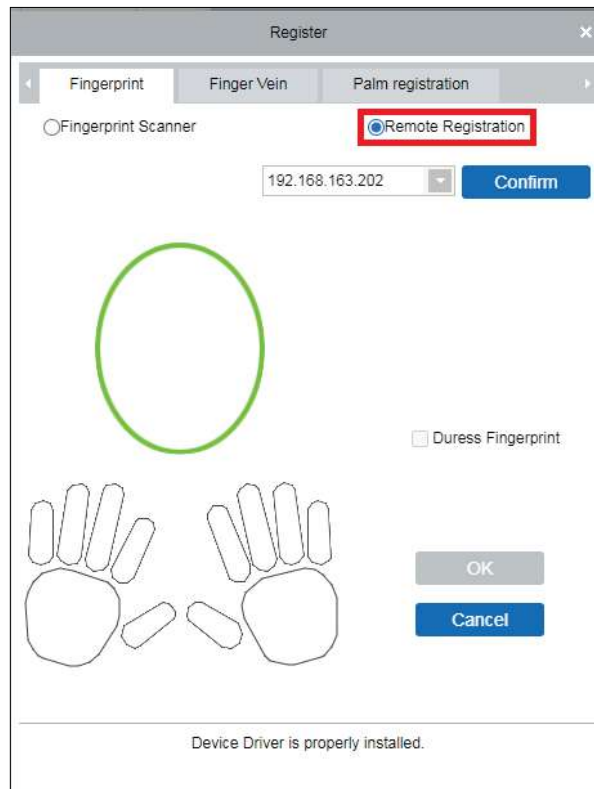 Register ×
Fingerprint Finger Vein Palm registration
Fingerprint Scanner Remote Registration
192.168.163.202 Confirm
Duress Fingerprint
OK
Cancel
Device Driver is properly installed.